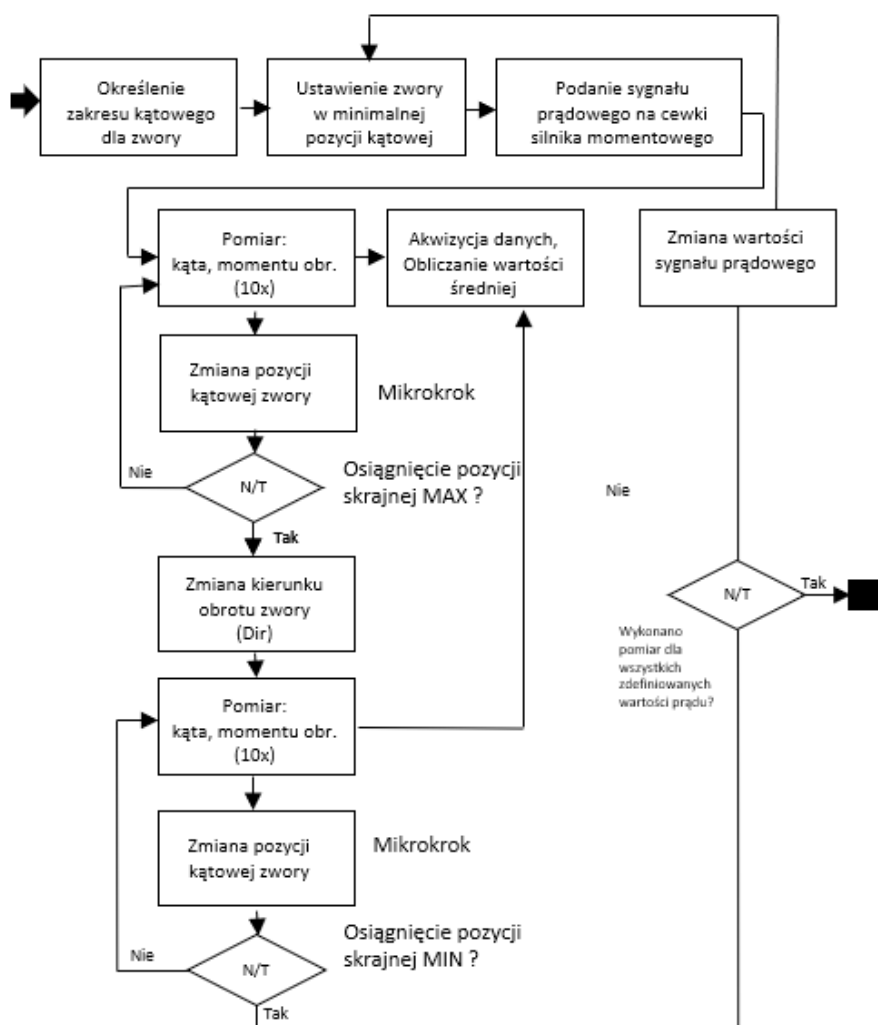 Określenie
zakresu kątowego
dla zwory
Ustawienie zwory
w minimalnej
pozycji kątowej
Podanie sygnału
prądowego na cewki
silnika momentowego
Pomiar:
kąta, momentu obr.
(10x)
Akwizycja danych,
Obliczanie wartości
średniej
Zmiana wartości
sygnału prądowego
Zmiana pozycji
kątowej zwory
Mikrokrok
Nie
N/T
Osiągnięcie pozycji
skrajnej MAX ?
Nie
Tak
Zmiana kierunku
obrotu zwory
(Dir)
N/T
Tak
Wykonano
pomiar dla
wszystkich
zdefiniowanych
wartości prądu?
Pomiar:
kąta, momentu obr.
(10x)
Zmiana pozycji
kątowej zwory
Mikrokrok
Nie
N/T
Osiągnięcie pozycji
skrajnej MIN ?
Tak